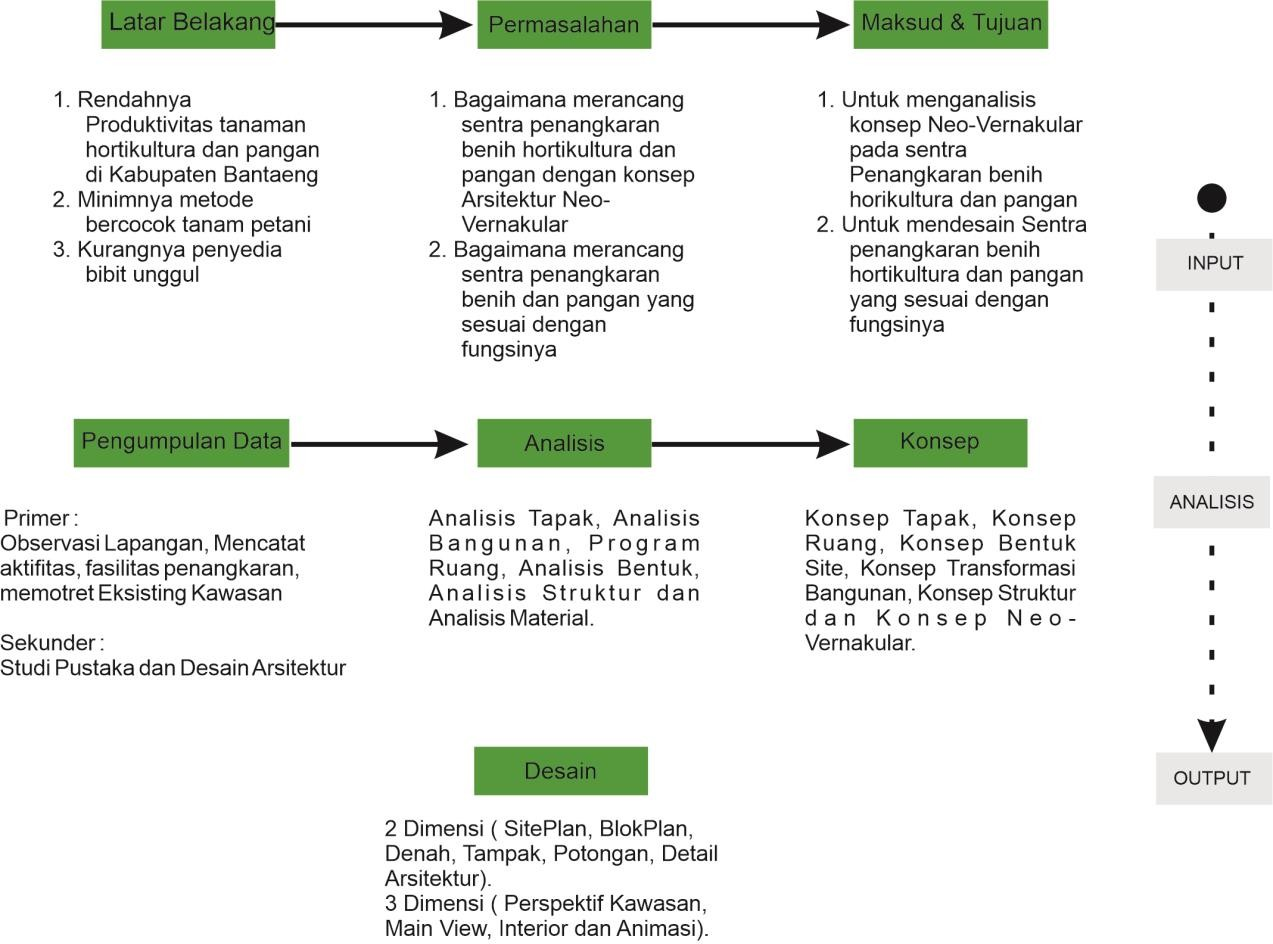 Latar Belakang
Permasalahan
Maksud & Tujuan
1. Rendahnya
Produktivitas tanaman
hortikultura dan pangan
di Kabupaten Bantaeng
2. Minimnya metode
bercocok tanam petani
3. Kurangnya penyedia
bibit unggul
1. Bagaimana merancang
sentra penangkaran
benih hortikultura dan
pangan dengan konsep
Arsitektur Neo-
Vernakular
2. Bagaimana merancang
sentra penangkaran
benih dan pangan yang
sesuai dengan
fungsinya
1. Untuk menganalisis
konsep Neo-Vernakular
pada sentra
Penangkaran benih
horikultura dan pangan
2. Untuk mendesain Sentra
penangkaran benih
hortikultura dan pangan
yang sesuai dengan
fungsinya
INPUT
Pengumpulan Data
Analisis
Konsep
Primer :
Observasi Lapangan, Mencatat
aktifitas, fasilitas penangkaran,
memotret Eksisting Kawasan
Sekunder :
Studi Pustaka dan Desain Arsitektur
Analisis Tapak, Analisis
Bangunan, Program
Ruang, Analisis Bentuk,
Analisis Struktur dan
Analisis Material.
Konsep Tapak, Konsep
Ruang, Konsep Bentuk
Site, Konsep Transformasi
Bangunan, Konsep Struktur
dan Konsep Neo-
Vernakular.
ANALISIS
Desain
2 Dimensi ( SitePlan, BlokPlan,
Denah, Tampak, Potongan, Detail
Arsitektur).
3 Dimensi ( Perspektif Kawasan,
Main View, Interior dan Animasi).
OUTPUT